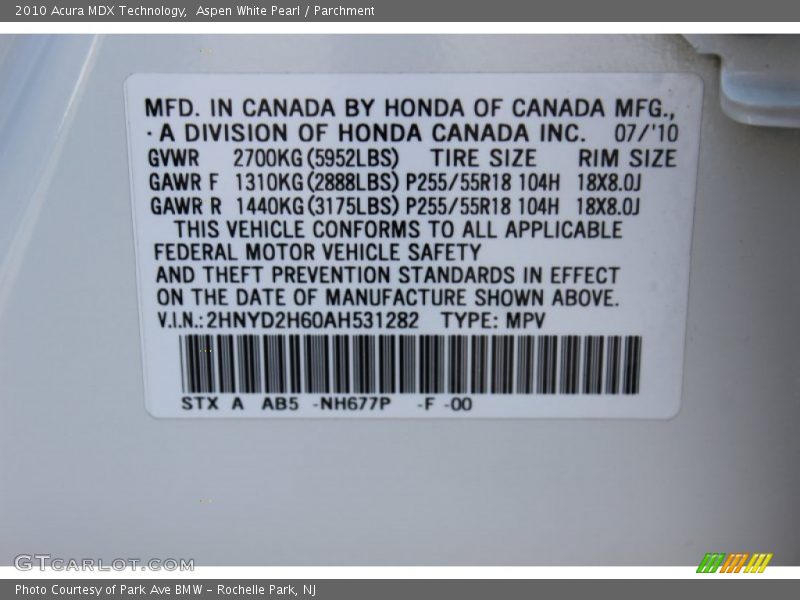 2010 Acura MDX Technology,  Aspen White Pearl / Parchment
MFD. IN CANADA BY HONDA OF CANADA MFG.,
· A DIVISION OF HONDA CANADA INC. 07/'10
GVWR 2700KG(5952LBS) TIRE SIZE RIM SIZE
GAWR F 1310KG(2888LBS) P255/55R18 104H 18X8.0J
GAWR R 1440KG(3175LBS) P255/55R18 104H 18X8.0J
THIS VEHICLE CONFORMS TO ALL APPLICABLE
FEDERAL MOTOR VEHICLE SAFETY
AND THEFT PREVENTION STANDARDS IN EFFECT
ON THE DATE OF MANUFACTURE SHOWN ABOVE.
V.I.N.: 2HNYD2H60AH531282 TYPE: MPV
STX A AB5 -NH677P -F -00
GTCARLOT.COM
Photo Courtesy of Park Ave BMW - Rochelle Park, NJ